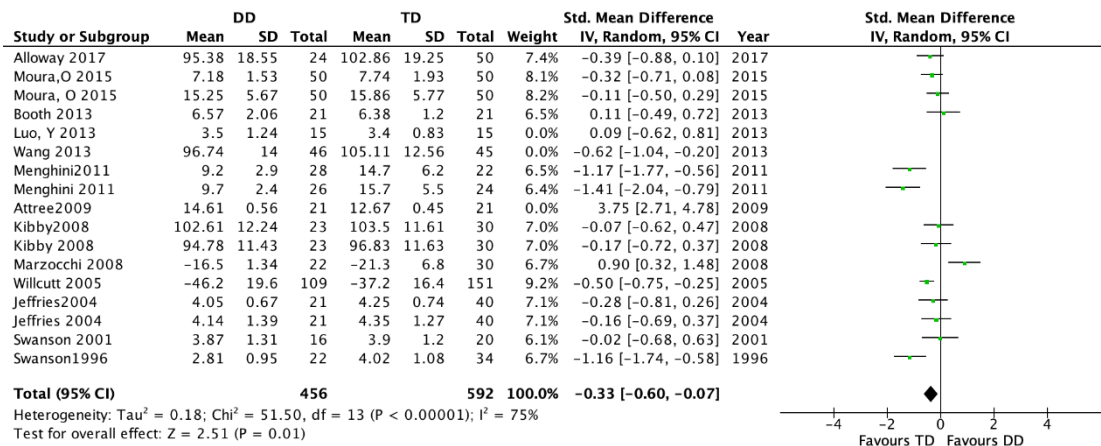 DD TD Std. Mean Difference Std. Mean Difference
Study or Subgroup Mean SD Total Mean SD Total Weight IV, Random, 95% CI Year IV, Random, 95% CI
Alloway 2017 95.38 18.55 24 102.86 19.25 50 7.4% -0.39 [-0.88, 0.10] 2017
Moura,O 2015 7.18 1.53 50 7.74 1.93 50 8.1% -0.32 [-0.71, 0.08] 2015
Moura, O 2015 15.25 5.67 50 15.86 5.77 50 8.2% -0.11 [-0.50, 0.29] 2015
Booth 2013 6.57 2.06 21 6.38 1.2 21 6.5% 0.11 [-0.49, 0.72] 2013
Luo, Y 2013 3.5 1.24 15 3.4 0.83 15 0.0% 0.09 [-0.62, 0.81] 2013
Wang 2013 96.74 14 46 105.11 12.56 45 0.0% -0.62 [-1.04, -0.20] 2013
Menghini2011 9.2 2.9 28 14.7 6.2 22 6.5% -1.17 [-1.77, -0.56] 2011
Menghini 2011 9.7 2.4 26 15.7 5.5 24 6.4% -1.41 [-2.04, -0.79] 2011
Attree2009 14.61 0.56 21 12.67 0.45 21 0.0% 3.75 [2.71, 4.78] 2009
Kibby2008 102.61 12.24 23 103.5 11.61 30 7.0% -0.07 [-0.62, 0.47] 2008
Kibby 2008 94.78 11.43 23 96.83 11.63 30 7.0% -0.17 [-0.72, 0.37] 2008
Marzocchi 2008 -16.5 1.34 22 -21.3 6.8 30 6.7% 0.90 [0.32, 1.48] 2008
Willcutt 2005 -46.2 19.6 109 -37.2 16.4 151 9.2% -0.50 [-0.75, -0.25] 2005
Jeffries2004 4.05 0.67 21 4.25 0.74 40 7.1% -0.28 [-0.81, 0.26] 2004
Jeffries 2004 4.14 1.39 21 4.35 1.27 40 7.1% -0.16 [-0.69, 0.37] 2004
Swanson 2001 3.87 1.31 16 3.9 1.2 20 6.2% -0.02 [-0.68, 0.63] 2001
Swanson1996 2.81 0.95 22 4.02 1.08 34 6.7% -1.16 [-1.74, -0.58] 1996
Total (95% CI) 456 592 100.0% -0.33 [-0.60, -0.07]
Heterogeneity: Tau² = 0.18; Chi² = 51.50, df = 13 (P < 0.00001); I² = 75%
Test for overall effect: Z = 2.51 (P = 0.01)
-4 -2 0 2 4
Favours TD Favours DD